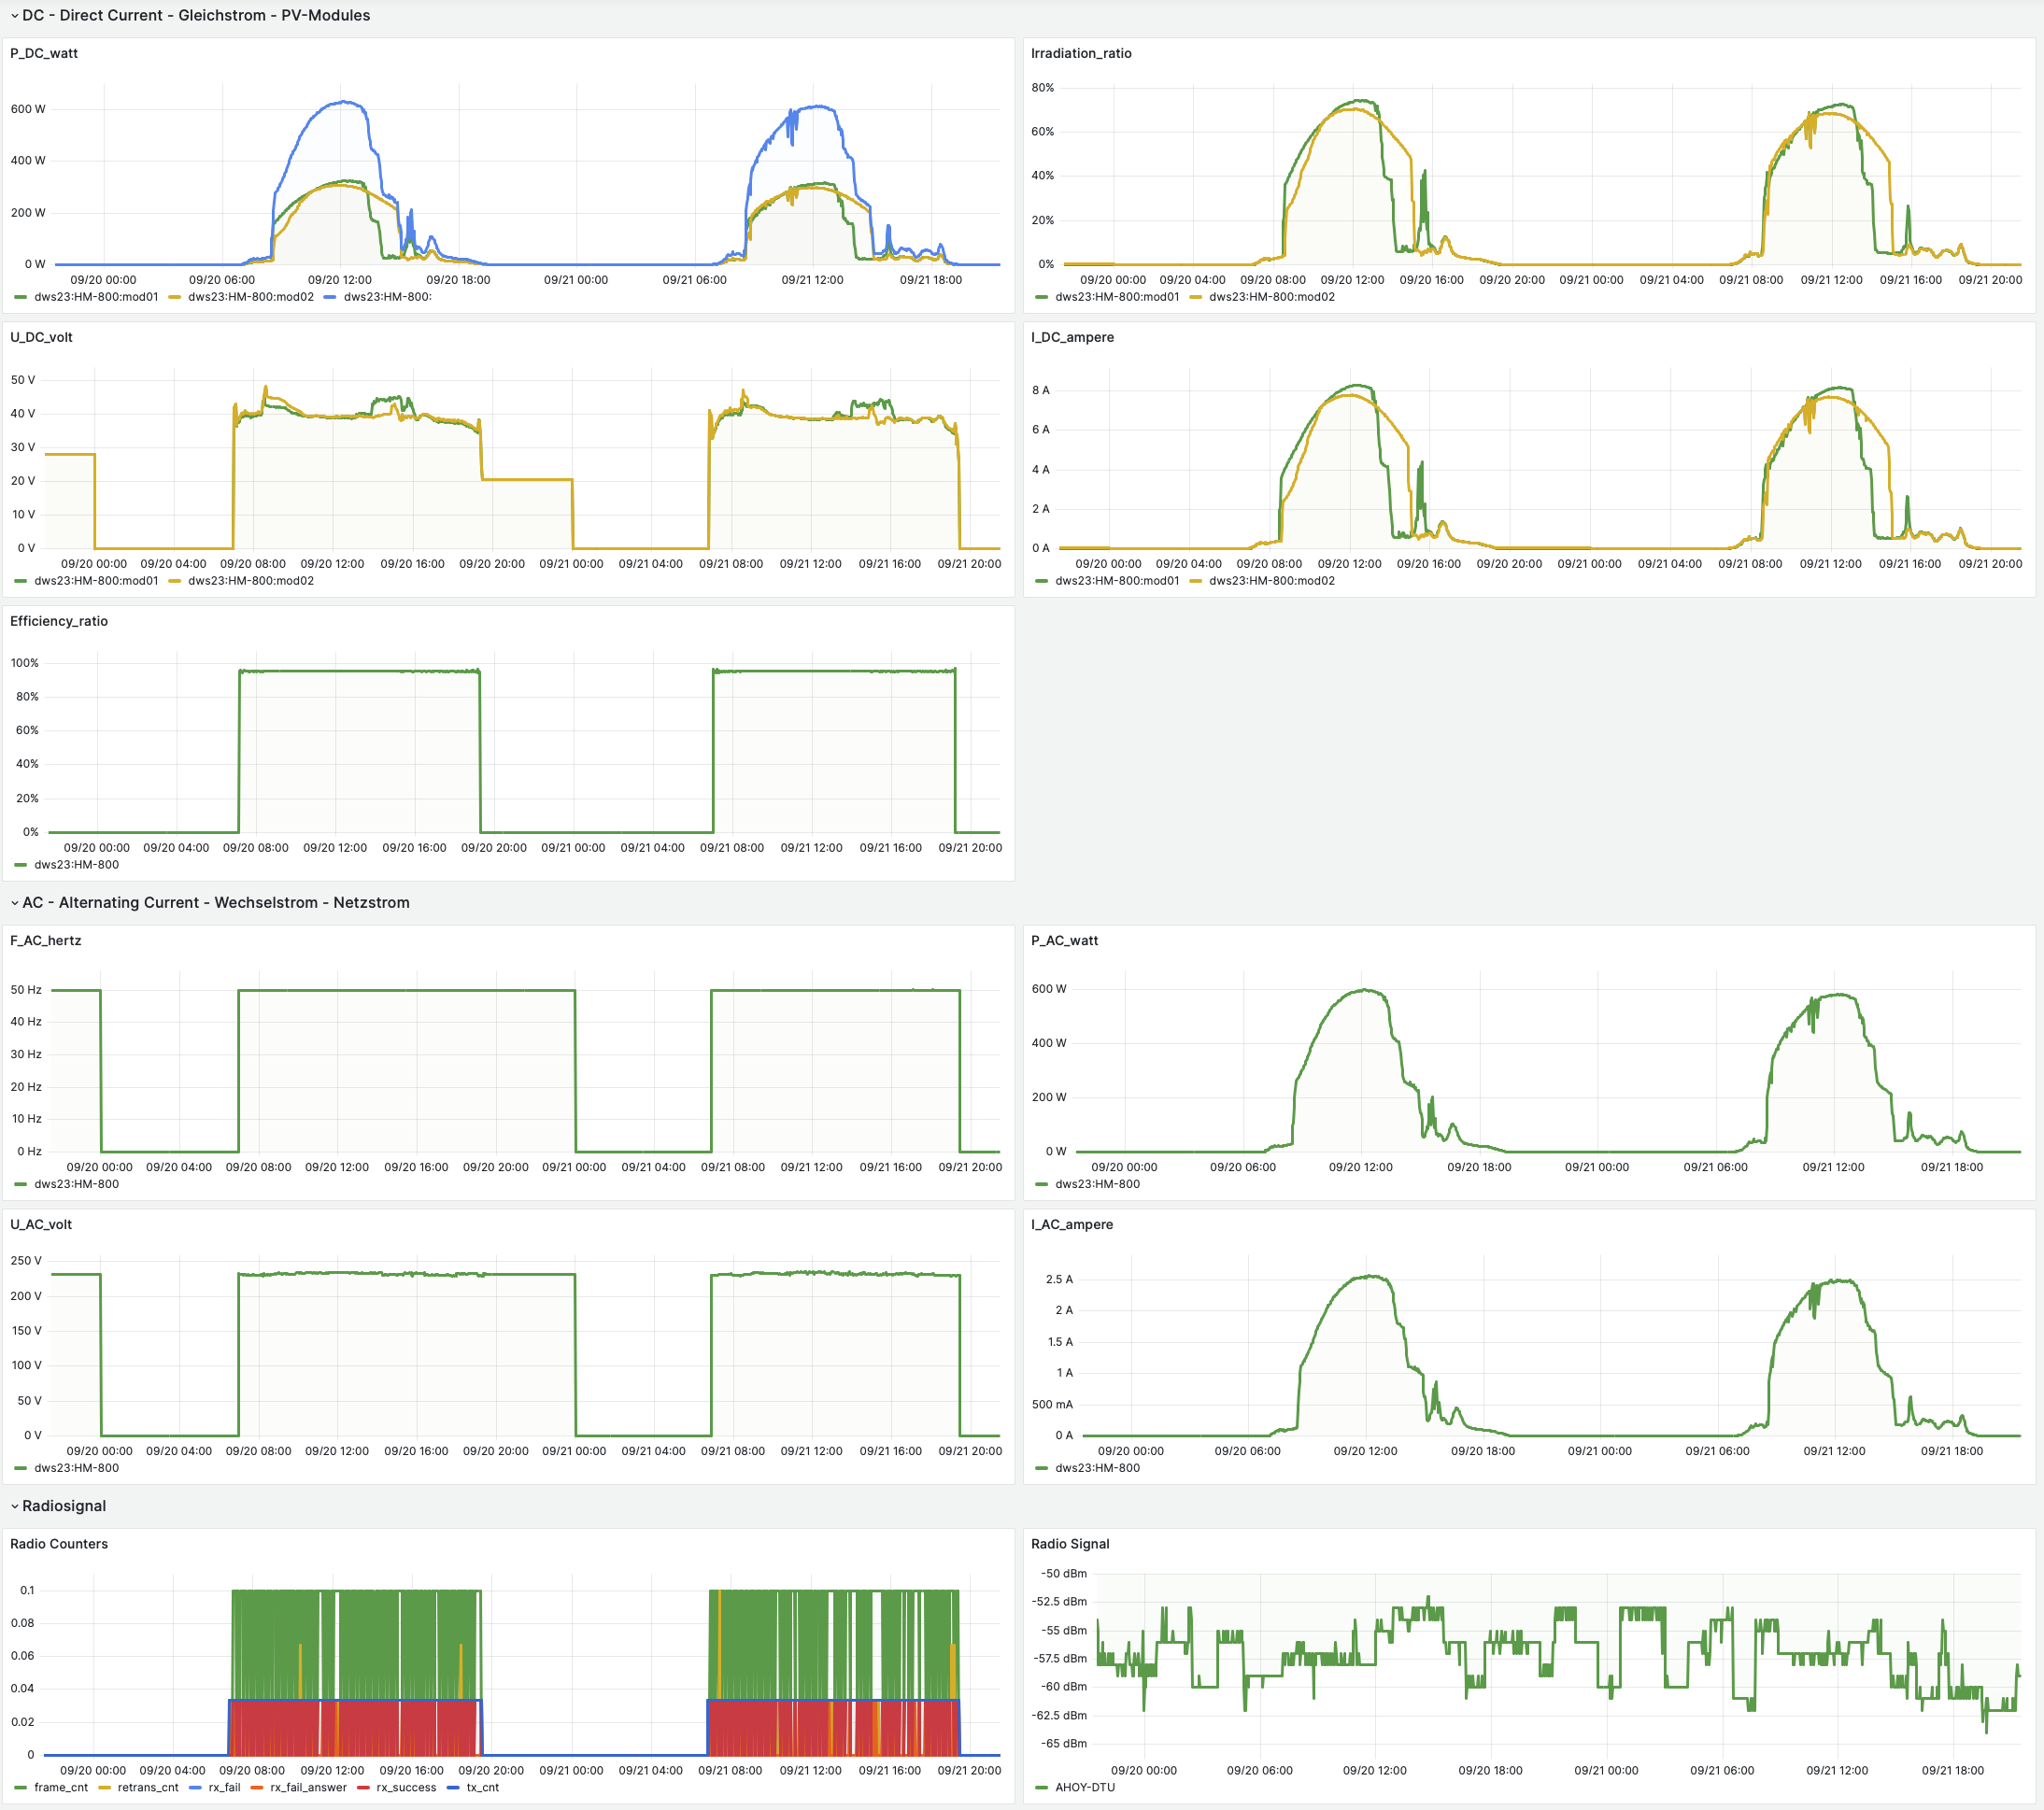 DC - Direct Current - Gleichstrom - PV-Modules
P_DC_watt
600 W
400 W
200 W
0 W
09/20 00:00 09/20 06:00 09/20 12:00 09/20 18:00 09/21 00:00 09/21 06:00 09/21 12:00 09/21 18:00
dws23:HM-800:mod01 dws23:HM-800:mod02 dws23:HM-800:
Irradiation_ratio
80%
60%
40%
20%
0%
09/20 00:00 09/20 04:00 09/20 08:00 09/20 12:00 09/20 16:00 09/20 20:00 09/21 00:00 09/21 04:00 09/21 08:00 09/21 12:00 09/21 16:00 09/21 20:00
dws23:HM-800:mod01 dws23:HM-800:mod02
U_DC_volt
50 V
40 V
30 V
20 V
10 V
0 V
09/20 00:00 09/20 04:00 09/20 08:00 09/20 12:00 09/20 16:00 09/20 20:00 09/21 00:00 09/21 04:00 09/21 08:00 09/21 12:00 09/21 16:00 09/21 20:00
dws23:HM-800:mod01 dws23:HM-800:mod02
I_DC_ampere
8 A
6 A
4 A
2 A
0 A
09/20 00:00 09/20 04:00 09/20 08:00 09/20 12:00 09/20 16:00 09/20 20:00 09/21 00:00 09/21 04:00 09/21 08:00 09/21 12:00 09/21 16:00 09/21 20:00
dws23:HM-800:mod01 dws23:HM-800:mod02
Efficiency_ratio
100%
80%
60%
40%
20%
0%
09/20 00:00 09/20 04:00 09/20 08:00 09/20 12:00 09/20 16:00 09/20 20:00 09/21 00:00 09/21 04:00 09/21 08:00 09/21 12:00 09/21 16:00 09/21 20:00
dws23:HM-800
AC - Alternating Current - Wechselstrom - Netzstrom
F_AC_hertz
50 Hz
40 Hz
30 Hz
20 Hz
10 Hz
0 Hz
09/20 00:00 09/20 04:00 09/20 08:00 09/20 12:00 09/20 16:00 09/20 20:00 09/21 00:00 09/21 04:00 09/21 08:00 09/21 12:00 09/21 16:00 09/21 20:00
dws23:HM-800
P_AC_watt
600 W
400 W
200 W
0 W
09/20 00:00 09/20 06:00 09/20 12:00 09/20 18:00 09/21 00:00 09/21 06:00 09/21 12:00 09/21 18:00
dws23:HM-800
U_AC_volt
250 V
200 V
150 V
100 V
50 V
0 V
09/20 00:00 09/20 04:00 09/20 08:00 09/20 12:00 09/20 16:00 09/20 20:00 09/21 00:00 09/21 04:00 09/21 08:00 09/21 12:00 09/21 16:00 09/21 20:00
dws23:HM-800
I_AC_ampere
2.5 A
2 A
1.5 A
1 A
500 mA
0 A
09/20 00:00 09/20 06:00 09/20 12:00 09/20 18:00 09/21 00:00 09/21 06:00 09/21 12:00 09/21 18:00
dws23:HM-800
Radiosignal
Radio Counters
0.1
0.08
0.06
0.04
0.02
0
09/20 00:00 09/20 04:00 09/20 08:00 09/20 12:00 09/20 16:00 09/20 20:00 09/21 00:00 09/21 04:00 09/21 08:00 09/21 12:00 09/21 16:00 09/21 20:00
frame_cnt retrans_cnt rx_fail rx_fail_answer rx_success tx_cnt
Radio Signal
-50 dBm
-52.5 dBm
-55 dBm
-57.5 dBm
-60 dBm
-62.5 dBm
-65 dBm
09/20 00:00 09/20 06:00 09/20 12:00 09/20 18:00 09/21 00:00 09/21 06:00 09/21 12:00 09/21 18:00
AHOY-DTU